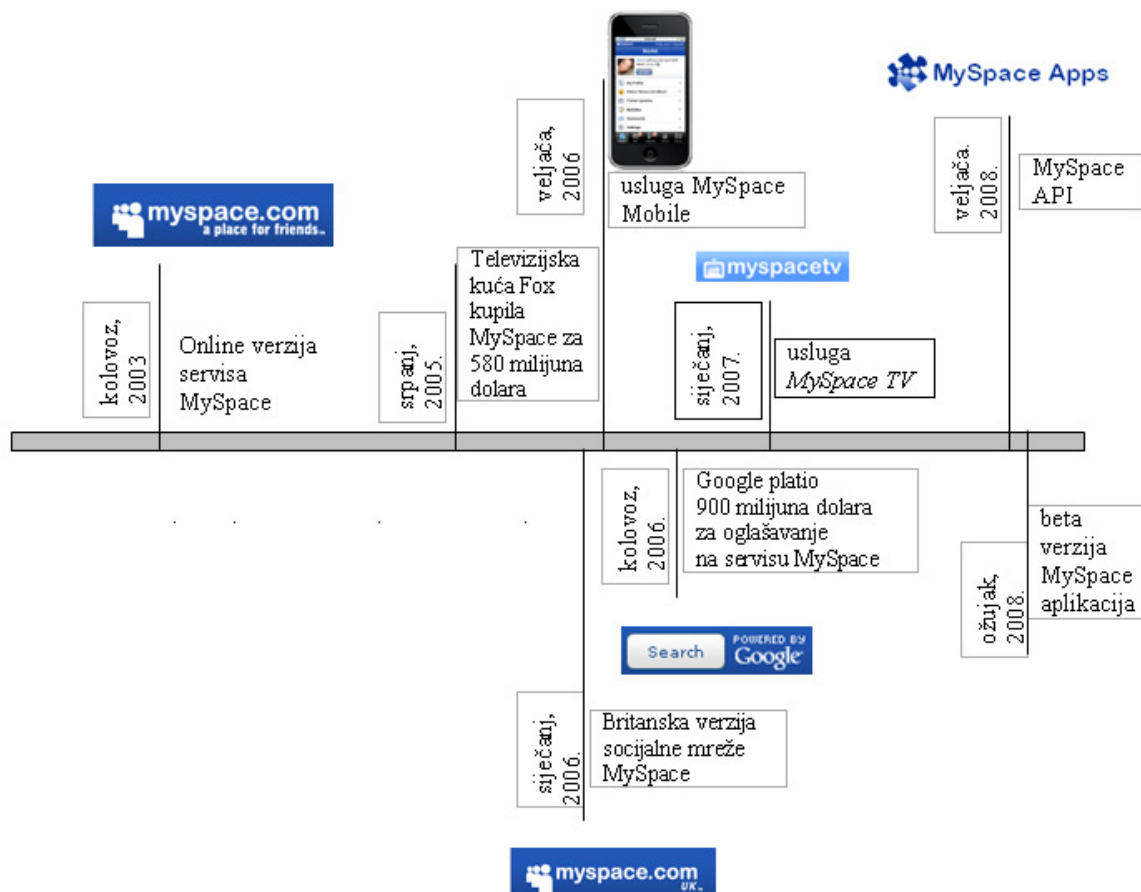 myspace.com
a place for friends
kolovoz,
2003
Online verzija
servisa
MySpace
srpanj,
2005.
Televizijska
kuća Fox
kupila
MySpace za
580 milijuna
dolara
veljača,
2006
usluga MySpace
Mobile
myspacetv
siječanj,
2007.
usluga
MySpace TV
MySpace Apps
veljača.
2008.
MySpace
API
kolovoz,
2006.
Google platio
900 milijuna dolara
za oglašavanje
na servisu MySpace
Search
POWERED BY
Google
siječanj,
2006.
Britanska verzija
socijalne mreže
MySpace
myspace.com
UK
ožujak,
2008.
beta
verzija
MySpace
aplikacija